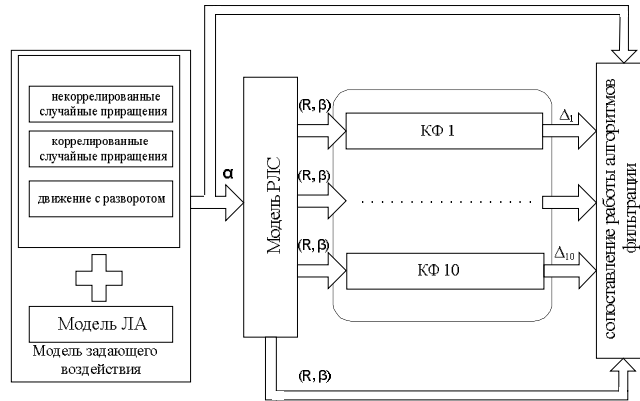 некоррелированные
случайные приращения
коррелированные
случайные приращения
движение с разворотом
Модель ЛА
Модель задающего
воздействия
α
Модель РЛС
(R, β)
(R, β)
(R, β)
(R, β)
КФ 1
. . . . . . . . . . . . . . . . . .
КФ 10
Δ1
Δ10
сопоставление работы алгоритмов
фильтрации